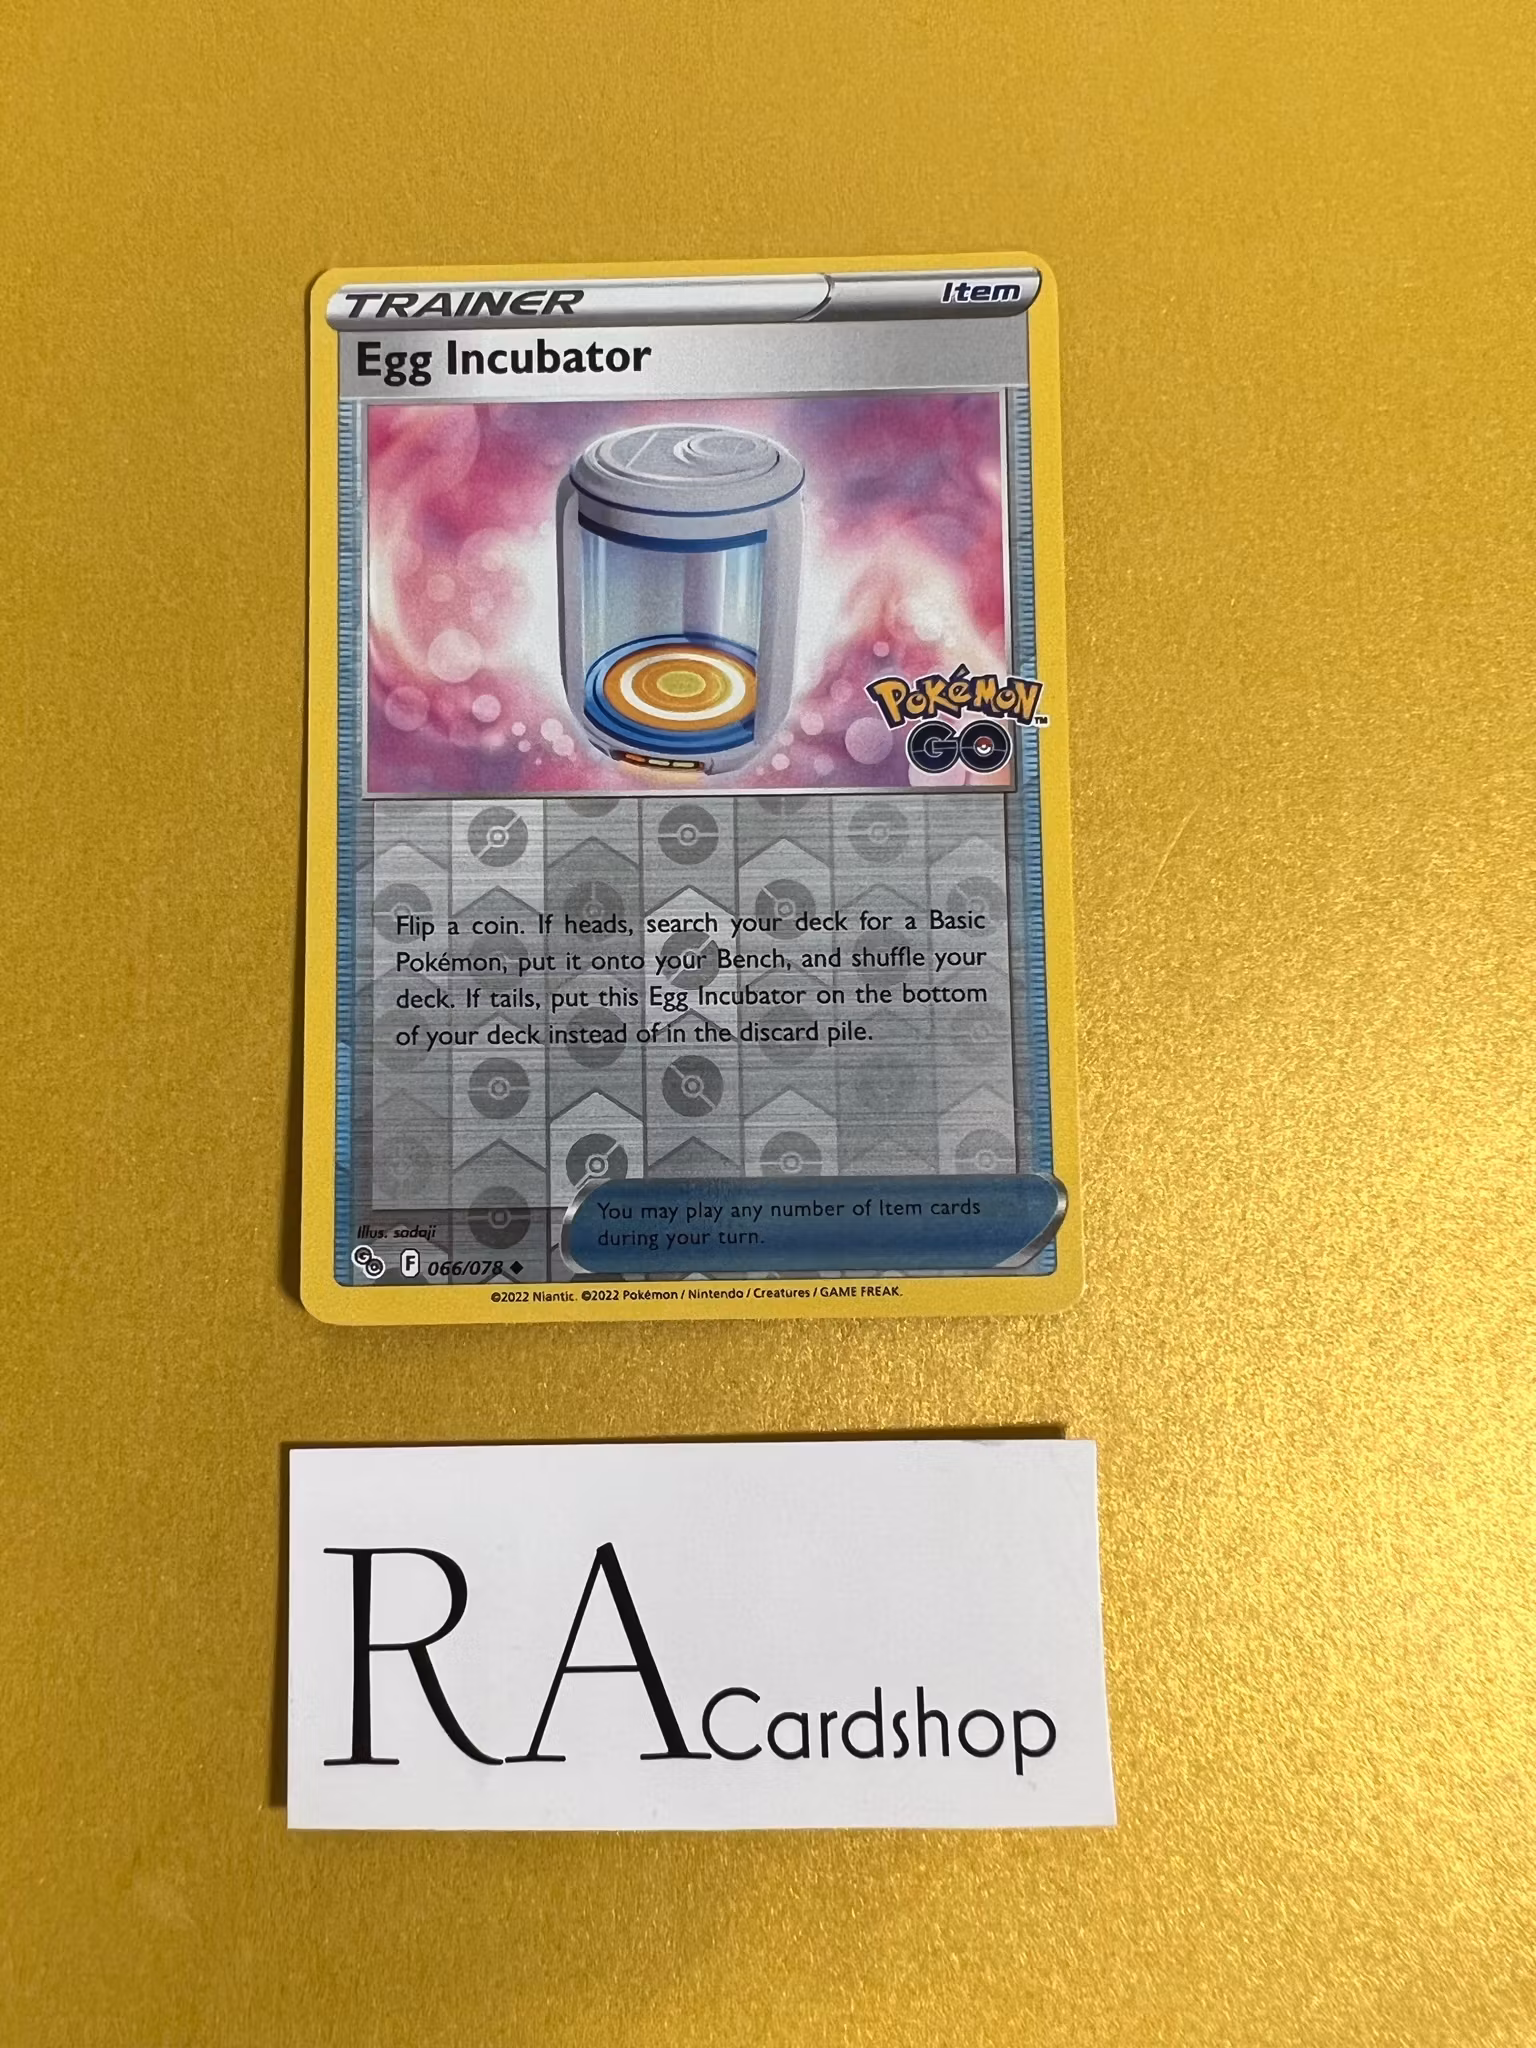 TRAINER Item
Egg Incubator
POKéMON™
GO
Flip a coin. If heads, search your deck for a Basic
Pokémon, put it onto your Bench, and shuffle your
deck. If tails, put this Egg Incubator on the bottom
of your deck instead of in the discard pile.
You may play any number of Item cards
during your turn.
Illus. sadaji
GO F 066/078
©2022 Niantic. ©2022 Pokémon / Nintendo / Creatures / GAME FREAK.
RA Cardshop